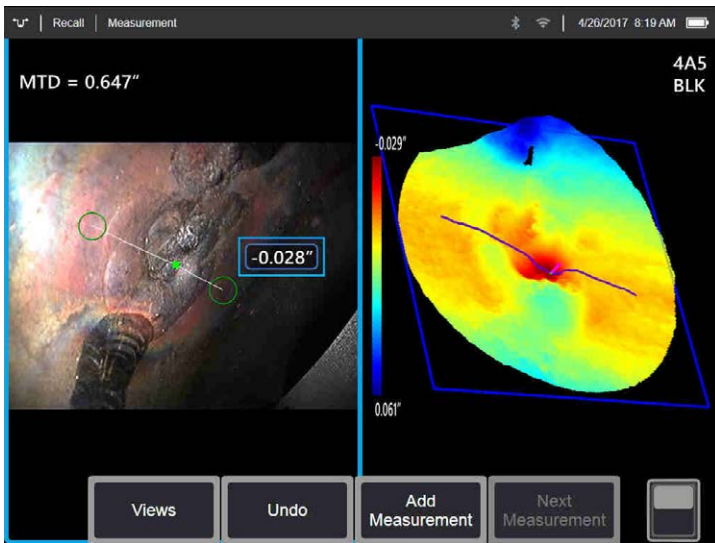 Recall
Measurement
4/26/2017 8:19 AM
MTD = 0.647"
-0.028"
4A5
BLK
-0.029"
0.061"
Views
Undo
Add
Measurement
Next
Measurement